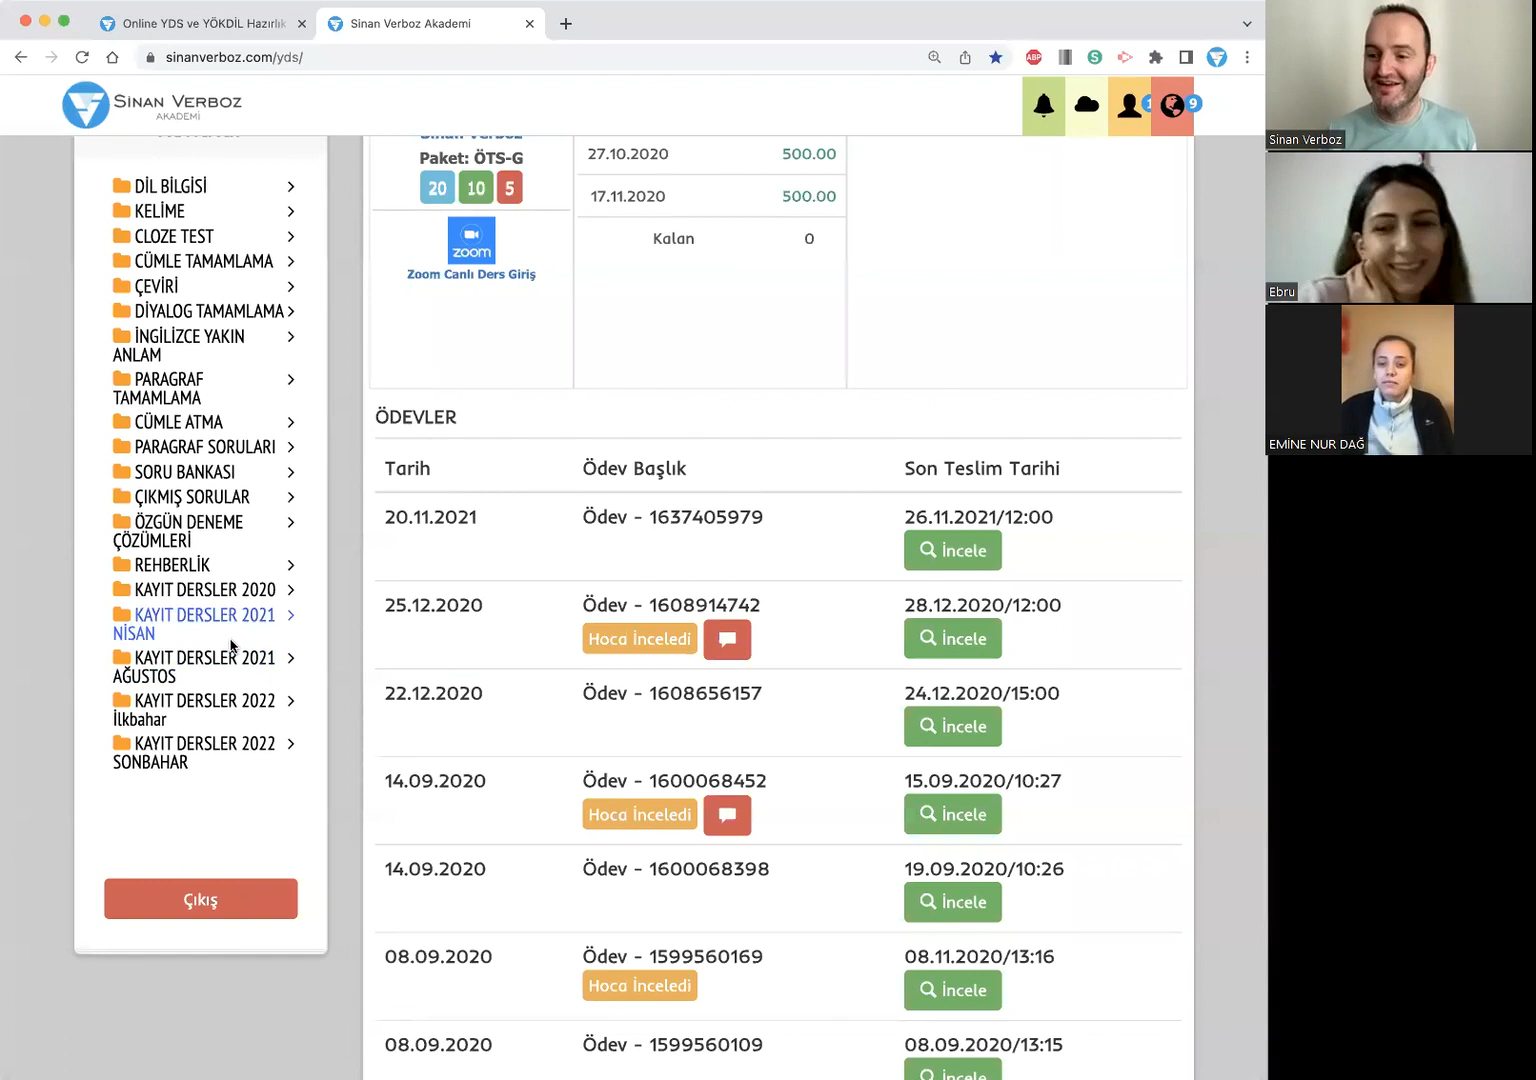 Online YDS ve YÖKDİL Hazırlık
Sinan Verboz Akademi
sinanverboz.com/yds/
ABP
S
SİNAN VERBOZ
AKADEMİ
1
9
DİL BİLGİSİ
KELİME
CLOZE TEST
CÜMLE TAMAMLAMA
ÇEVİRİ
DİYALOG TAMAMLAMA
İNGİLİZCE YAKIN
ANLAM
PARAGRAF
TAMAMLAMA
CÜMLE ATMA
PARAGRAF SORULARI
SORU BANKASI
ÇIKMIŞ SORULAR
ÖZGÜN DENEME
ÇÖZÜMLERİ
REHBERLİK
KAYIT DERSLER 2020
KAYIT DERSLER 2021
NİSAN
KAYIT DERSLER 2021
AĞUSTOS
KAYIT DERSLER 2022
İlkbahar
KAYIT DERSLER 2022
SONBAHAR
Çıkış
Sinan Verboz
Paket: ÖTS-G
20 10 5
zoom
Zoom Canlı Ders Giriş
27.10.2020 500.00
17.11.2020 500.00
Kalan 0
ÖDEVLER
Tarih Ödev Başlık Son Teslim Tarihi
20.11.2021 Ödev - 1637405979 26.11.2021/12:00
İncele
25.12.2020 Ödev - 1608914742 28.12.2020/12:00
Hoca İnceledi İncele
22.12.2020 Ödev - 1608656157 24.12.2020/15:00
İncele
14.09.2020 Ödev - 1600068452 15.09.2020/10:27
Hoca İnceledi İncele
14.09.2020 Ödev - 1600068398 19.09.2020/10:26
İncele
08.09.2020 Ödev - 1599560169 08.11.2020/13:16
Hoca İnceledi İncele
08.09.2020 Ödev - 1599560109 08.09.2020/13:15
İncele
Sinan Verboz
Ebru
EMİNE NUR DAĞ